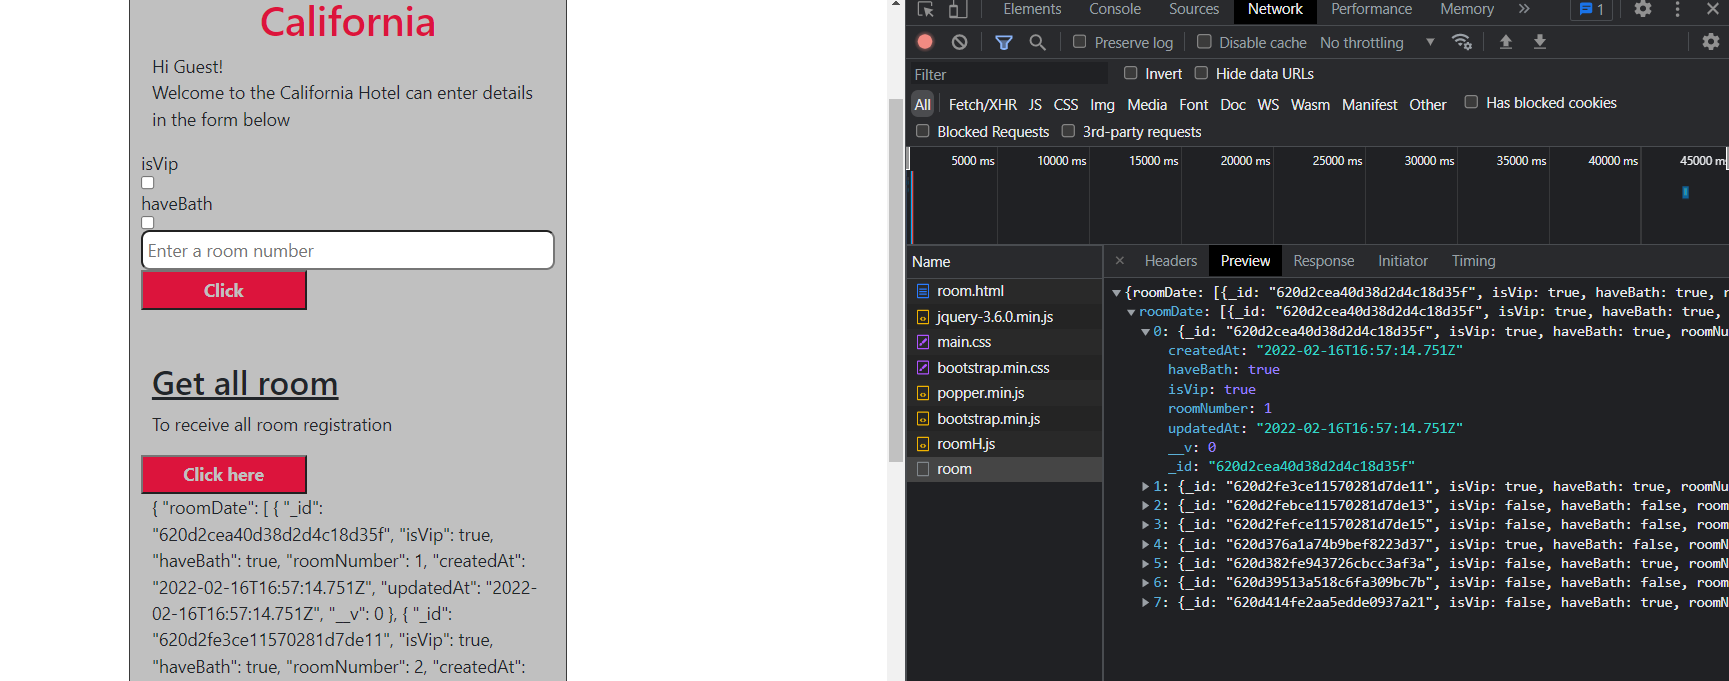 California
Hi Guest!
Welcome to the California Hotel can enter details
in the form below
isVip
haveBath
Enter a room number
Click
Get all room
To receive all room registration
Click here
{ "roomDate": [ { "_id":
"620d2cea40d38d2d4c18d35f", "isVip": true,
"haveBath": true, "roomNumber": 1, "createdAt":
"2022-02-16T16:57:14.751Z", "updatedAt": "2022-
02-16T16:57:14.751Z", "__v": 0 }, { "_id":
"620d2fe3ce11570281d7de11", "isVip": true,
"haveBath": true, "roomNumber": 2, "createdAt":
Elements Console Sources Network Performance Memory » 1
Preserve log Disable cache No throttling
Filter Invert Hide data URLs
All Fetch/XHR JS CSS Img Media Font Doc WS Wasm Manifest Other Has blocked cookies
Blocked Requests 3rd-party requests
5000 ms 10000 ms 15000 ms 20000 ms 25000 ms 30000 ms 35000 ms 40000 ms 45000 m
Name
room.html
jquery-3.6.0.min.js
main.css
bootstrap.min.css
popper.min.js
bootstrap.min.js
roomH.js
room
× Headers Preview Response Initiator Timing
{roomDate: [{_id: "620d2cea40d38d2d4c18d35f", isVip: true, haveBath: true, r
roomDate: [{_id: "620d2cea40d38d2d4c18d35f", isVip: true, haveBath: true,
0: {_id: "620d2cea40d38d2d4c18d35f", isVip: true, haveBath: true, roomNu
createdAt: "2022-02-16T16:57:14.751Z"
haveBath: true
isVip: true
roomNumber: 1
updatedAt: "2022-02-16T16:57:14.751Z"
__v: 0
_id: "620d2cea40d38d2d4c18d35f"
1: {_id: "620d2fe3ce11570281d7de11", isVip: true, haveBath: true, roomNu
2: {_id: "620d2febce11570281d7de13", isVip: false, haveBath: false, room
3: {_id: "620d2fefce11570281d7de15", isVip: false, haveBath: false, room
4: {_id: "620d376a1a74b9bef8223d37", isVip: true, haveBath: false, roomN
5: {_id: "620d382fe943726cbcc3af3a", isVip: false, haveBath: true, roomN
6: {_id: "620d39513a518c6fa309bc7b", isVip: false, haveBath: false, room
7: {_id: "620d414fe2aa5edde0937a21", isVip: false, haveBath: true, roomN